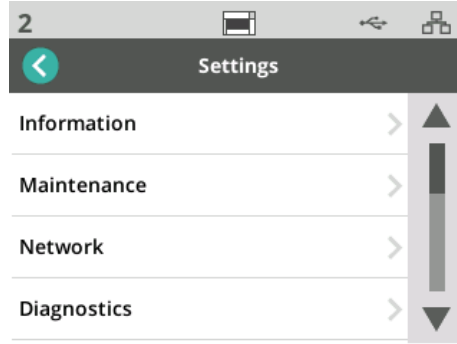 2
Settings
Information
Maintenance
Network
Diagnostics